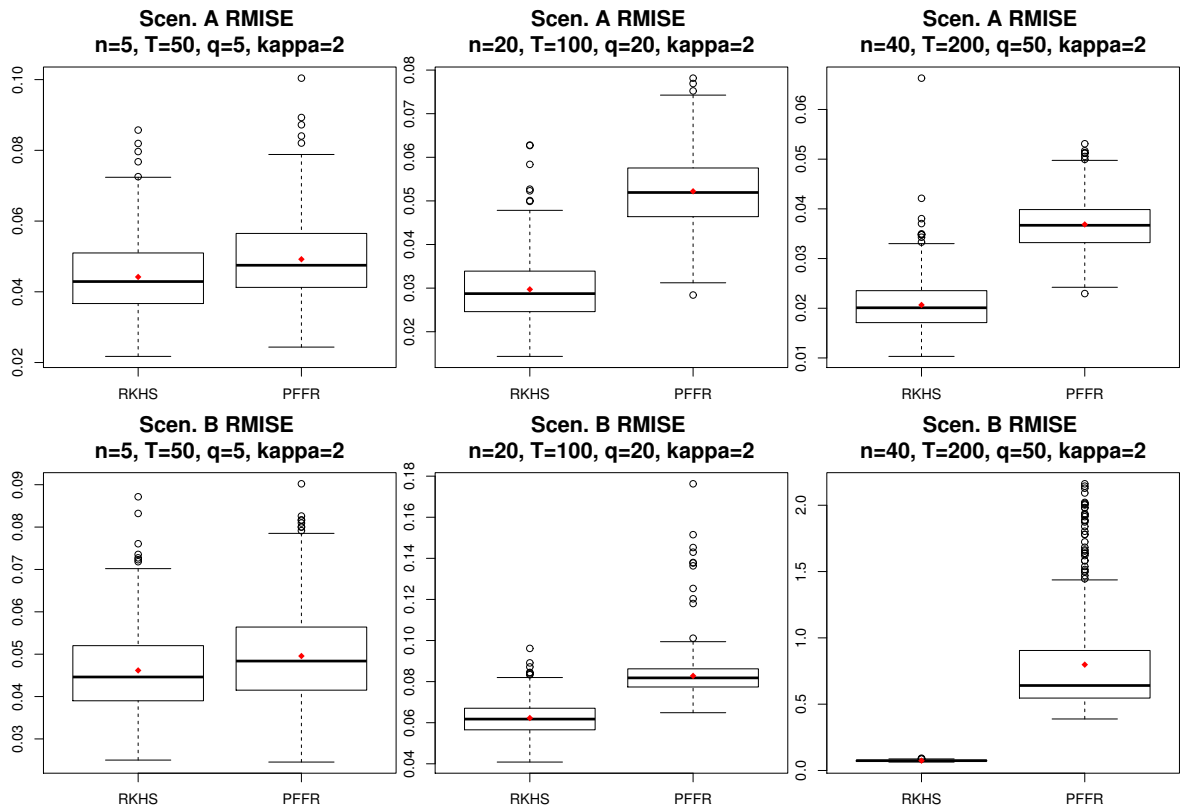 Scen. A RMISE
n=5, T=50, q=5, kappa=2
0.10
0.08
0.06
0.04
0.02
RKHS PFFR
Scen. A RMISE
n=20, T=100, q=20, kappa=2
0.08
0.07
0.06
0.05
0.04
0.03
0.02
RKHS PFFR
Scen. A RMISE
n=40, T=200, q=50, kappa=2
0.06
0.05
0.04
0.03
0.02
0.01
RKHS PFFR
Scen. B RMISE
n=5, T=50, q=5, kappa=2
0.09
0.08
0.07
0.06
0.05
0.04
0.03
RKHS PFFR
Scen. B RMISE
n=20, T=100, q=20, kappa=2
0.18
0.16
0.14
0.12
0.10
0.08
0.06
0.04
RKHS PFFR
Scen. B RMISE
n=40, T=200, q=50, kappa=2
2.0
1.5
1.0
0.5
0.0
RKHS PFFR